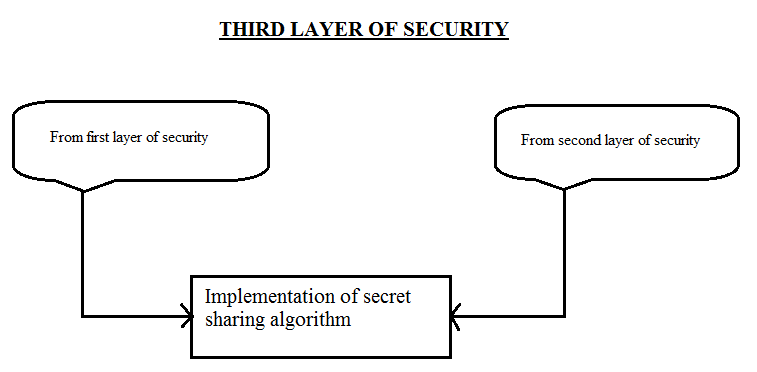 THIRD LAYER OF SECURITY
From first layer of security
From second layer of security
Implementation of secret
sharing algorithm